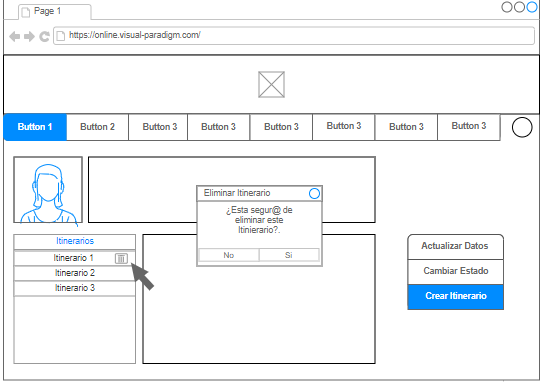 Page 1
https://online.visual-paradigm.com/
Button 1
Button 2
Button 3
Button 3
Button 3
Button 3
Button 3
Button 3
Eliminar Itinerario
¿Esta segur@ de
eliminar este
Itinierario?.
No
Si
Itinerarios
Itinerario 1
Itinerario 2
Itinerario 3
Actualizar Datos
Cambiar Estado
Crear Itinerario